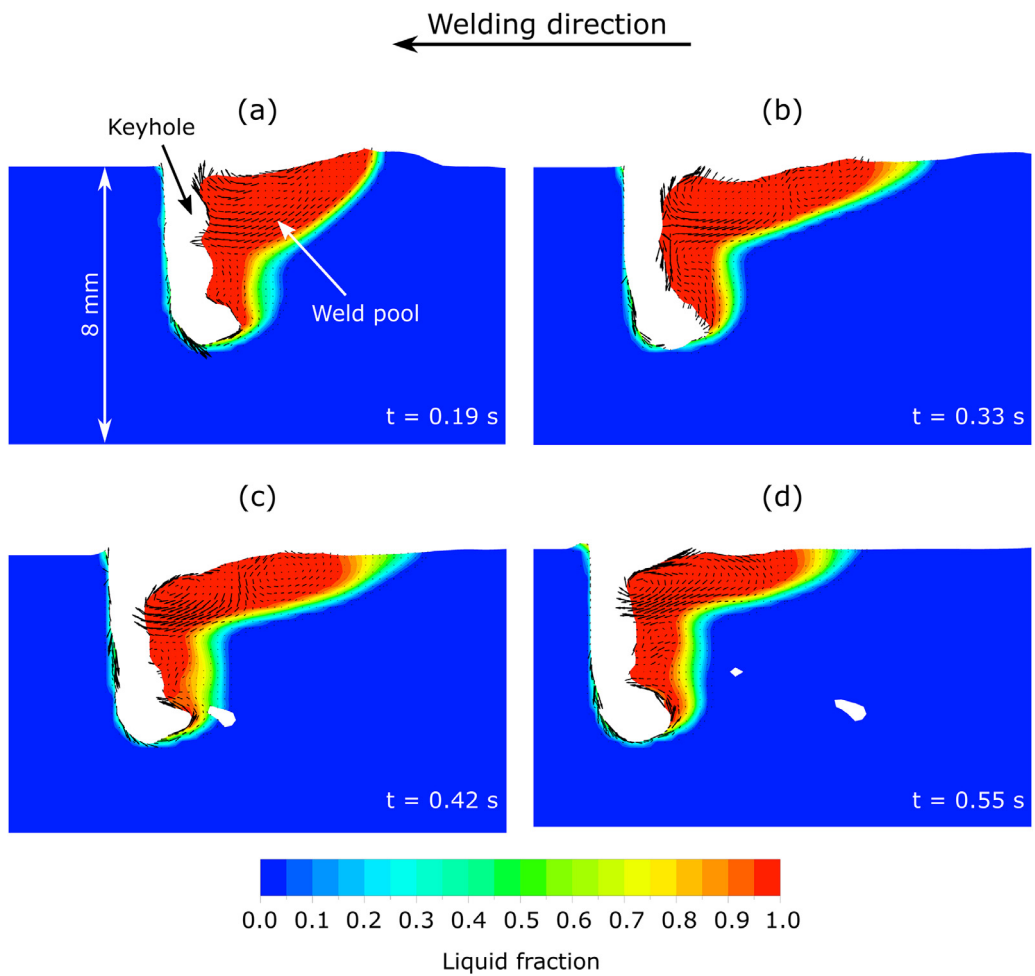 Welding direction
(a)
(b)
Keyhole
8 mm
Weld pool
t = 0.19 s
t = 0.33 s
(c)
(d)
t = 0.42 s
t = 0.55 s
0.0 0.1 0.2 0.3 0.4 0.5 0.6 0.7 0.8 0.9 1.0
Liquid fraction